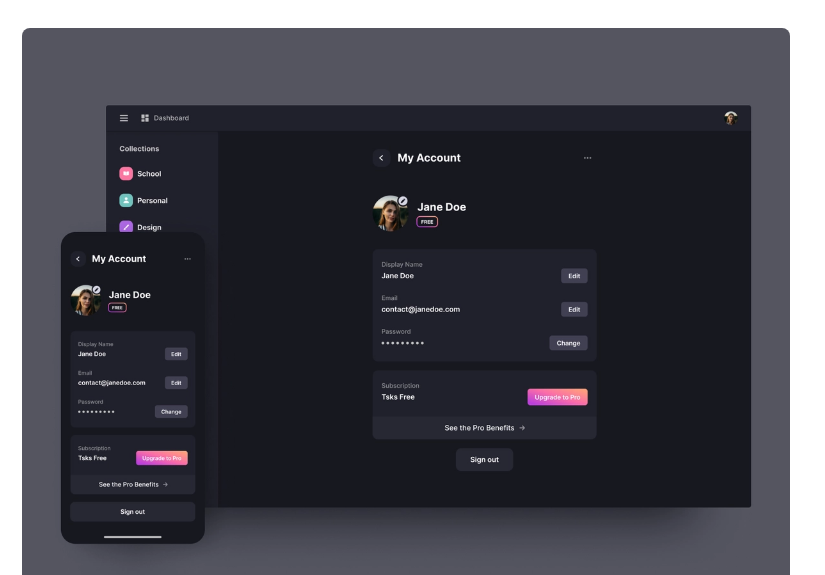 Dashboard
Collections
School
Personal
Design
My Account
Jane Doe
FREE
Display Name
Jane Doe
Edit
Email
contact@janedoe.com
Edit
Password
Change
Subscription
Tsks Free
Upgrade to Pro
See the Pro Benefits →
Sign out
My Account
Jane Doe
FREE
Display Name
Jane Doe
Edit
Email
contact@janedoe.com
Edit
Password
Change
Subscription
Tsks Free
Upgrade to Pro
See the Pro Benefits →
Sign out